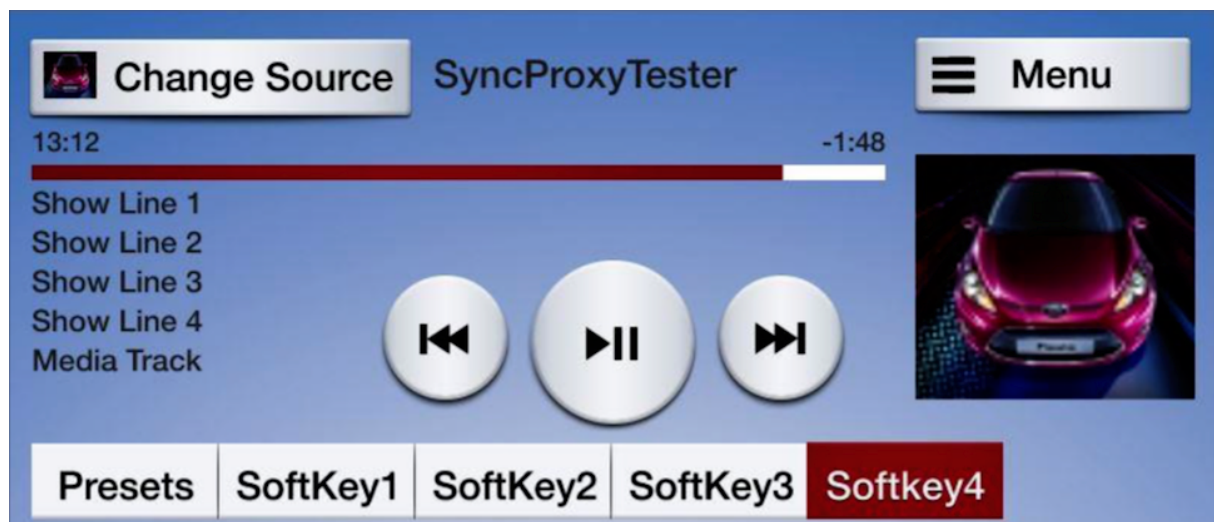 Change Source SyncProxyTester Menu
13:12 -1:48
Show Line 1
Show Line 2
Show Line 3
Show Line 4
Media Track
Presets SoftKey1 SoftKey2 SoftKey3 Softkey4